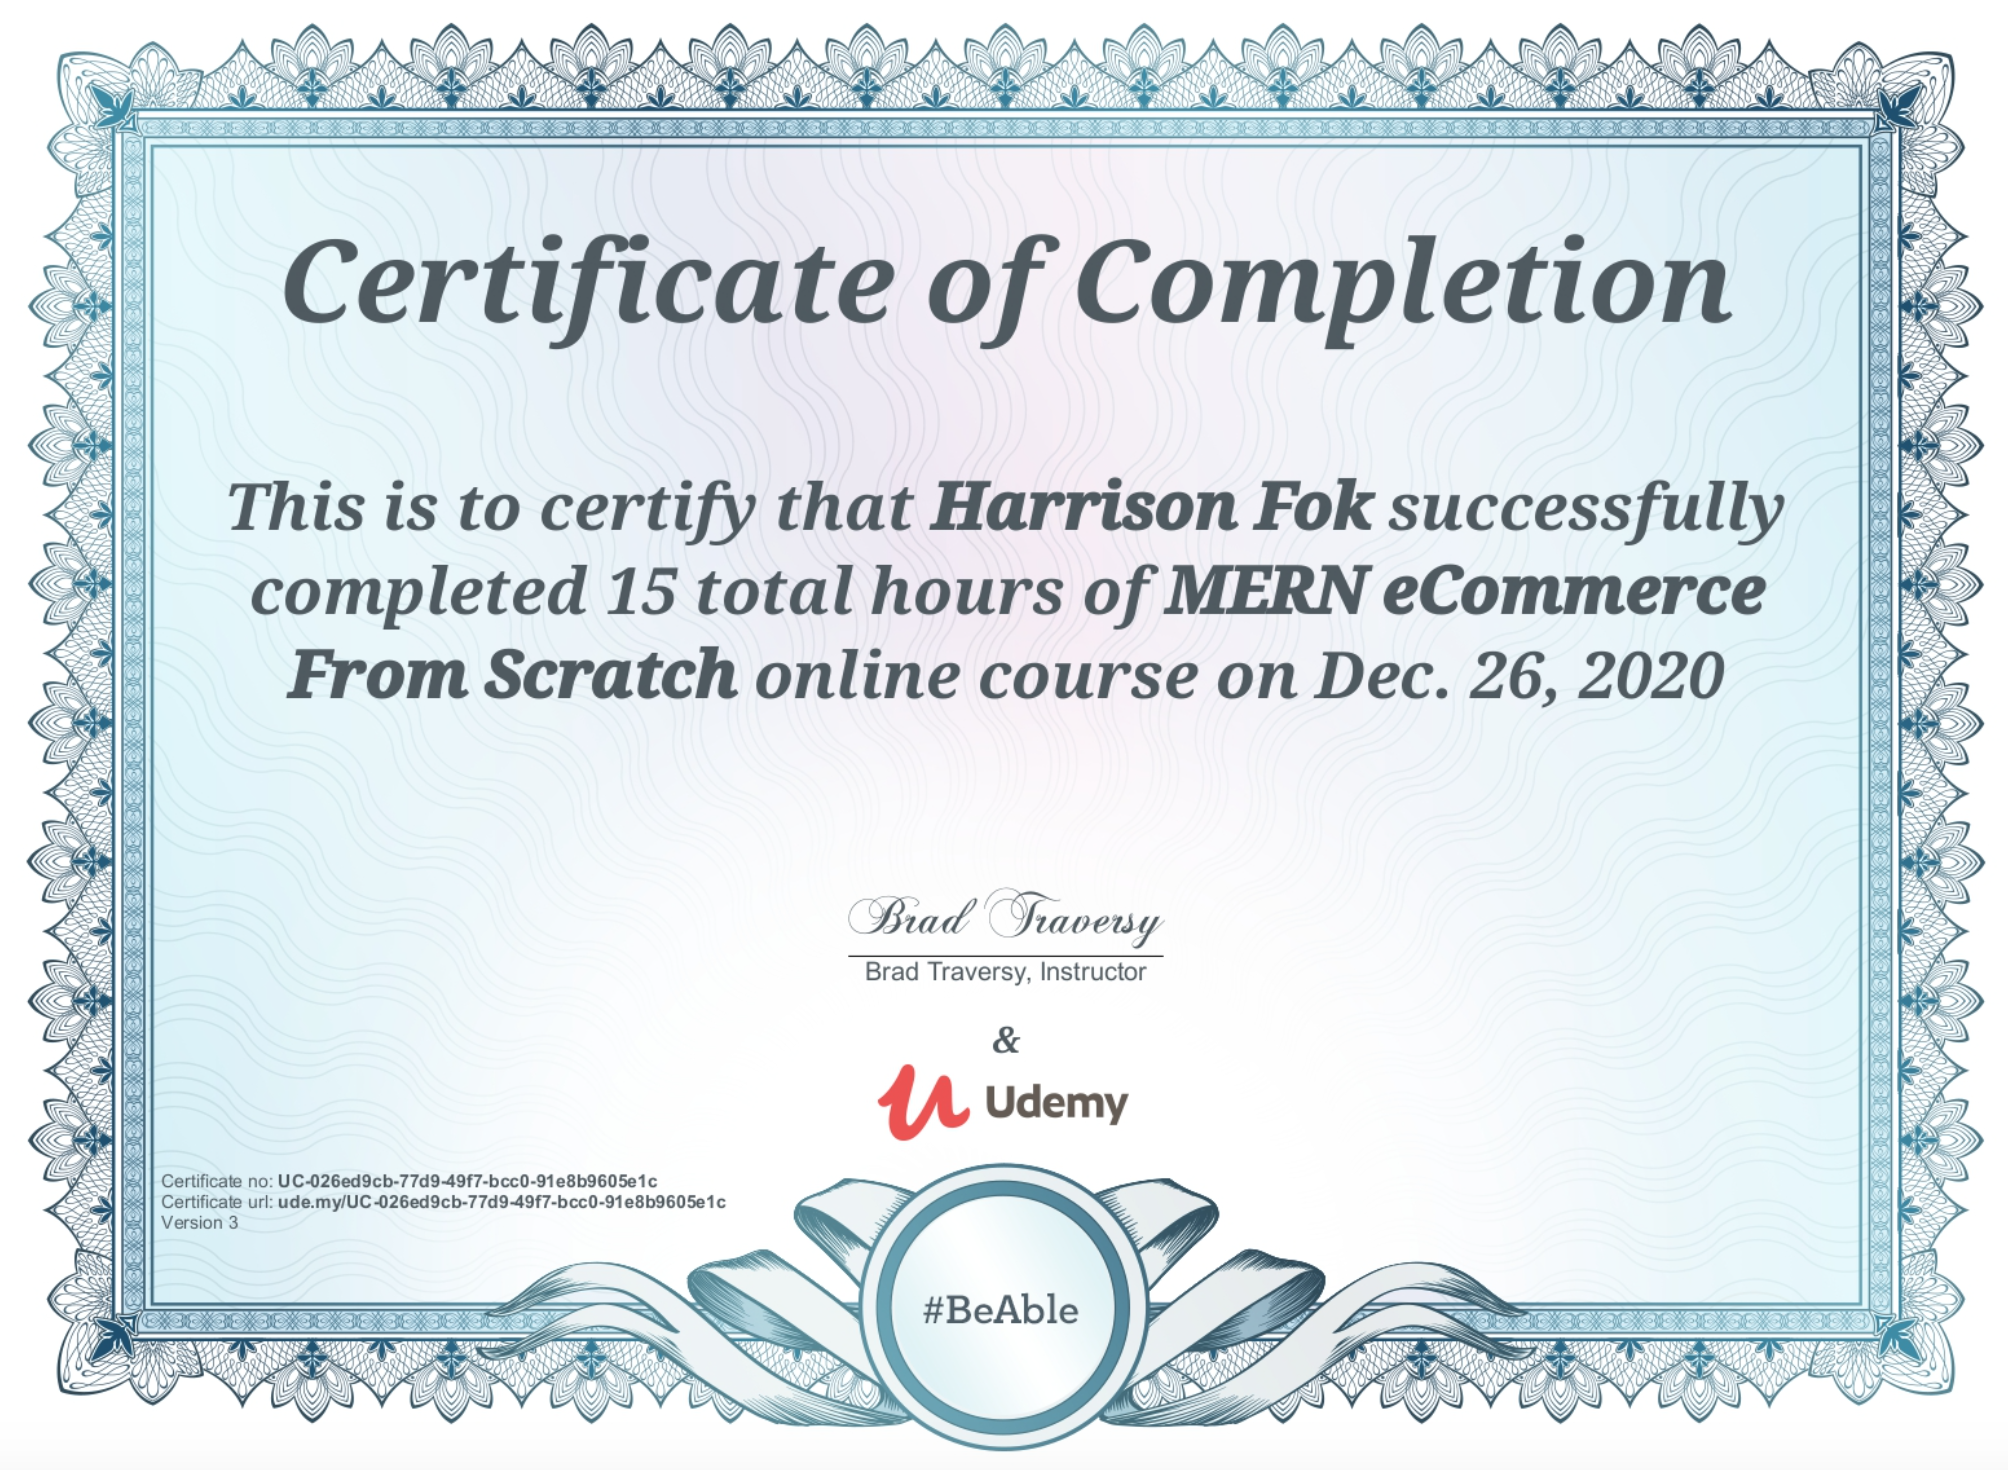 Certificate of Completion
This is to certify that Harrison Fok successfully
completed 15 total hours of MERN eCommerce
From Scratch online course on Dec. 26, 2020
Brad Traversy
Brad Traversy, Instructor
&
Udemy
Certificate no: UC-026ed9cb-77d9-49f7-bcc0-91e8b9605e1c
Certificate url: ude.my/UC-026ed9cb-77d9-49f7-bcc0-91e8b9605e1c
Version 3
#BeAble